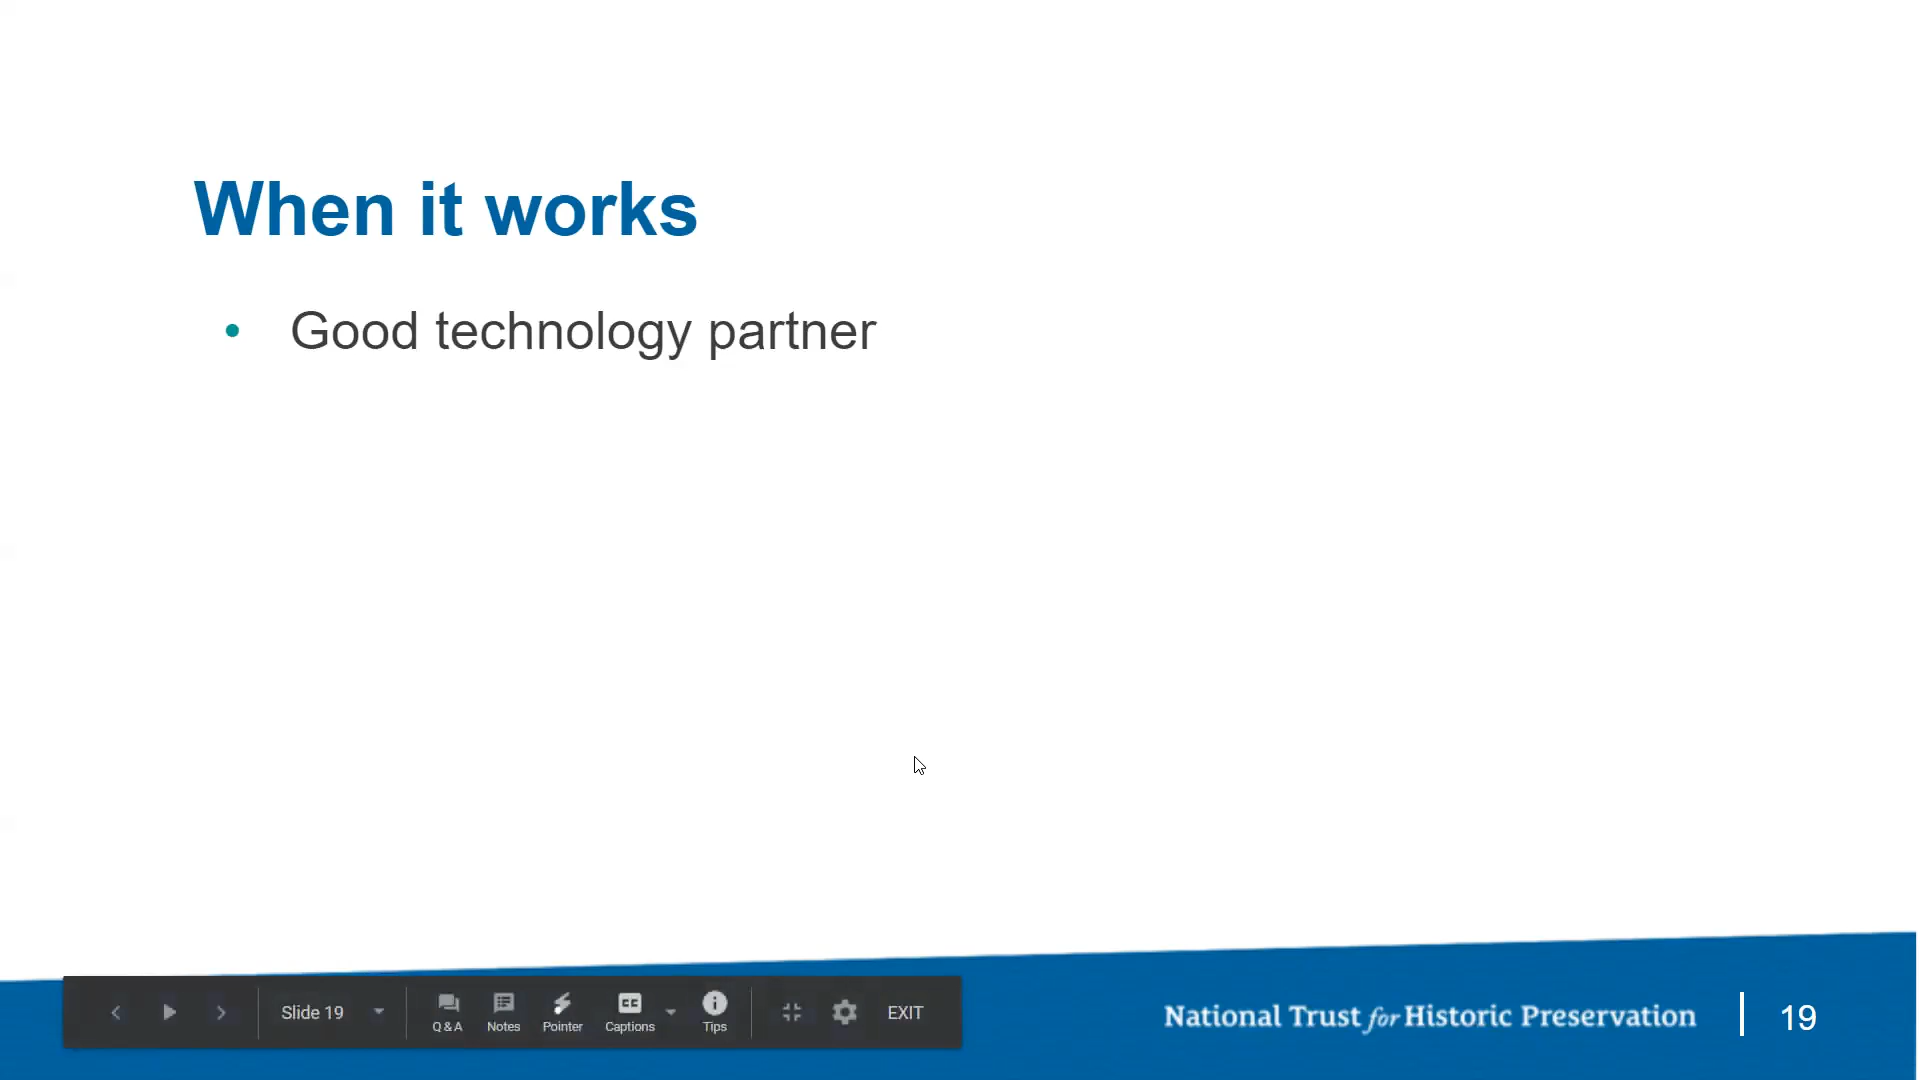 When it works
• Good technology partner
Slide 19
Q&A
Notes
Pointer
Captions
Tips
EXIT
National Trust for Historic Preservation
19